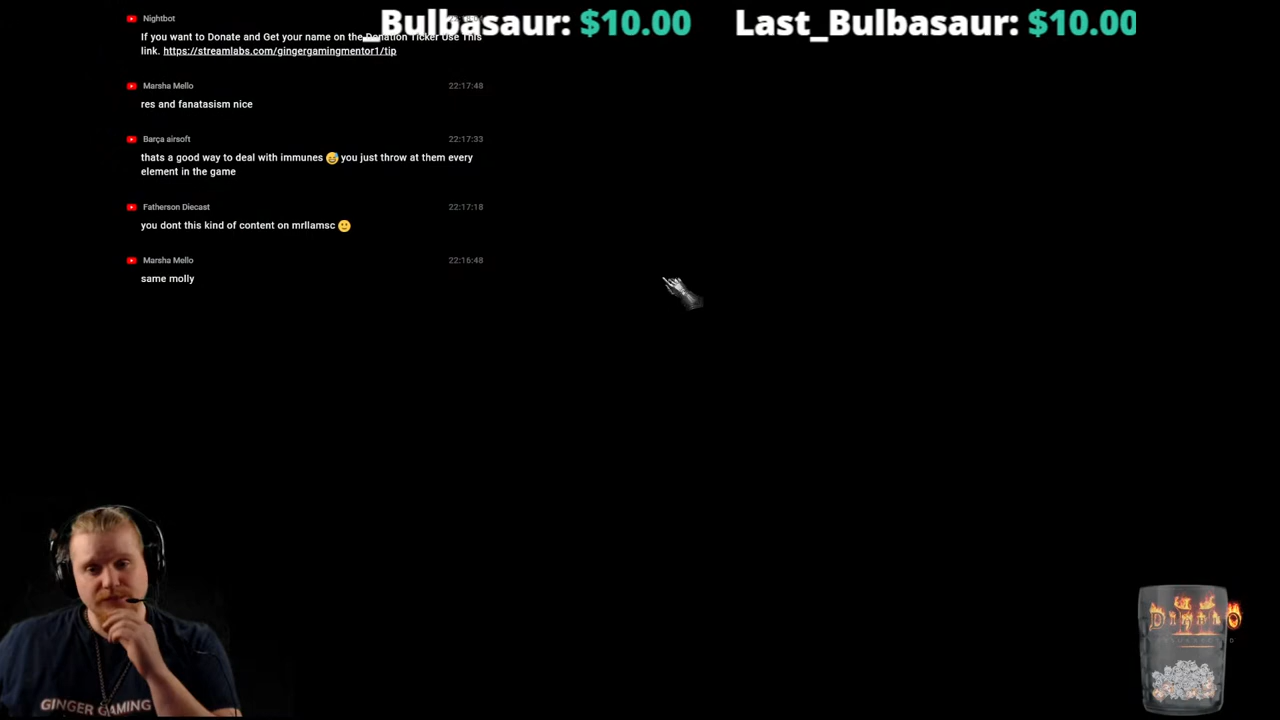 Bulbasaur: $10.00 Last_Bulbasaur: $10.00
Nightbot
If you want to Donate and Get your name on the Donation Ticker Use This
link. https://streamlabs.com/gingergamingmentor1/tip
Marsha Mello 22:17:48
res and fanatasism nice
Barça airsoft 22:17:33
thats a good way to deal with immunes 😅 you just throw at them every
element in the game
Fatherson Diecast 22:17:18
you dont this kind of content on mrllamsc 🙂
Marsha Mello 22:16:48
same molly
GINGER GAMING
DIABLO